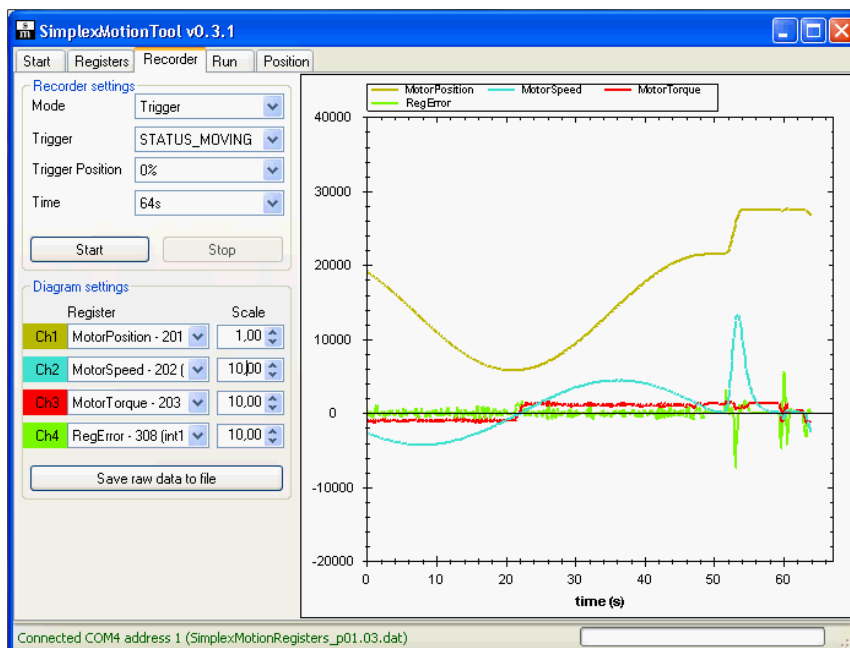 SimplexMotionTool v0.3.1
Start Registers Recorder Run Position
Recorder settings
Mode Trigger
Trigger STATUS_MOVING
Trigger Position 0%
Time 64s
Start Stop
Diagram settings
Register Scale
Ch1 MotorPosition - 201 1,00
Ch2 MotorSpeed - 202 ( 10,00
Ch3 MotorTorque - 203 10,00
Ch4 RegError - 308 (int1 10,00
Save raw data to file
MotorPosition MotorSpeed MotorTorque
RegError
40000
30000
20000
10000
0
-10000
-20000
0 10 20 30 40 50 60
time (s)
Connected COM4 address 1 (SimplexMotionRegisters_p01.03.dat)